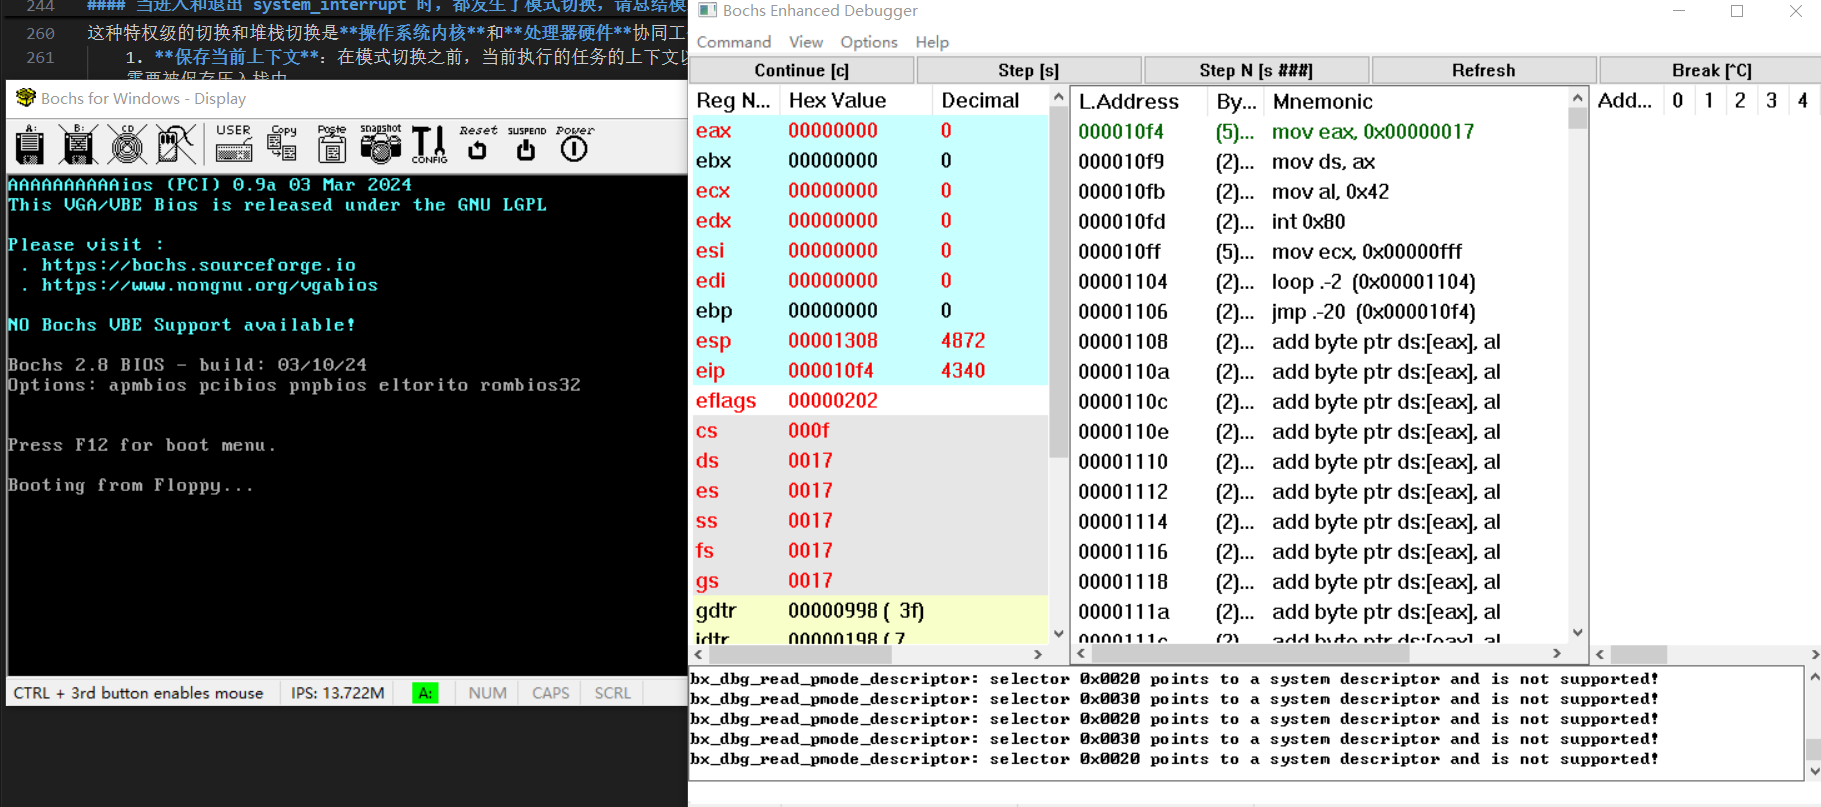 244 #### 当进入和退出 system_interrupt 时，都发生了模式切换，请总结模
260 这种特权级的切换和堆栈切换是**操作系统内核**和**处理器硬件**协同工
261 1. **保存当前上下文**：在模式切换之前，当前执行的任务的上下文
需要被保存压入栈中
Bochs for Windows - Display
A: B: CD USER Copy Paste snapshot CONFIG Reset SUSPEND Power
AAAAAAAAAAios (PCI) 0.9a 03 Mar 2024
This VGA/VBE Bios is released under the GNU LGPL
Please visit :
. https://bochs.sourceforge.io
. https://www.nongnu.org/vgabios
NO Bochs VBE Support available!
Bochs 2.8 BIOS - build: 03/10/24
Options: apmbios pcibios pnpbios eltorito rombios32
Press F12 for boot menu.
Booting from Floppy...
CTRL + 3rd button enables mouse IPS: 13.722M A: NUM CAPS SCRL
Bochs Enhanced Debugger
Command View Options Help
Continue [c] Step [s] Step N [s ###] Refresh Break [^C]
Reg N... Hex Value Decimal
eax 00000000 0
ebx 00000000 0
ecx 00000000 0
edx 00000000 0
esi 00000000 0
edi 00000000 0
ebp 00000000 0
esp 00001308 4872
eip 000010f4 4340
eflags 00000202
cs 000f
ds 0017
es 0017
ss 0017
fs 0017
gs 0017
gdtr 00000998 ( 3f)
idtr 00000198 ( 7
L.Address By... Mnemonic
000010f4 (5)... mov eax, 0x00000017
000010f9 (2)... mov ds, ax
000010fb (2)... mov al, 0x42
000010fd (2)... int 0x80
000010ff (5)... mov ecx, 0x00000fff
00001104 (2)... loop .-2 (0x00001104)
00001106 (2)... jmp .-20 (0x000010f4)
00001108 (2)... add byte ptr ds:[eax], al
0000110a (2)... add byte ptr ds:[eax], al
0000110c (2)... add byte ptr ds:[eax], al
0000110e (2)... add byte ptr ds:[eax], al
00001110 (2)... add byte ptr ds:[eax], al
00001112 (2)... add byte ptr ds:[eax], al
00001114 (2)... add byte ptr ds:[eax], al
00001116 (2)... add byte ptr ds:[eax], al
00001118 (2)... add byte ptr ds:[eax], al
0000111a (2)... add byte ptr ds:[eax], al
0000111c (2)... add byte ptr ds:[eax], al
Add... 0 1 2 3 4
bx_dbg_read_pmode_descriptor: selector 0x0020 points to a system descriptor and is not supported!
bx_dbg_read_pmode_descriptor: selector 0x0030 points to a system descriptor and is not supported!
bx_dbg_read_pmode_descriptor: selector 0x0020 points to a system descriptor and is not supported!
bx_dbg_read_pmode_descriptor: selector 0x0030 points to a system descriptor and is not supported!
bx_dbg_read_pmode_descriptor: selector 0x0020 points to a system descriptor and is not supported!